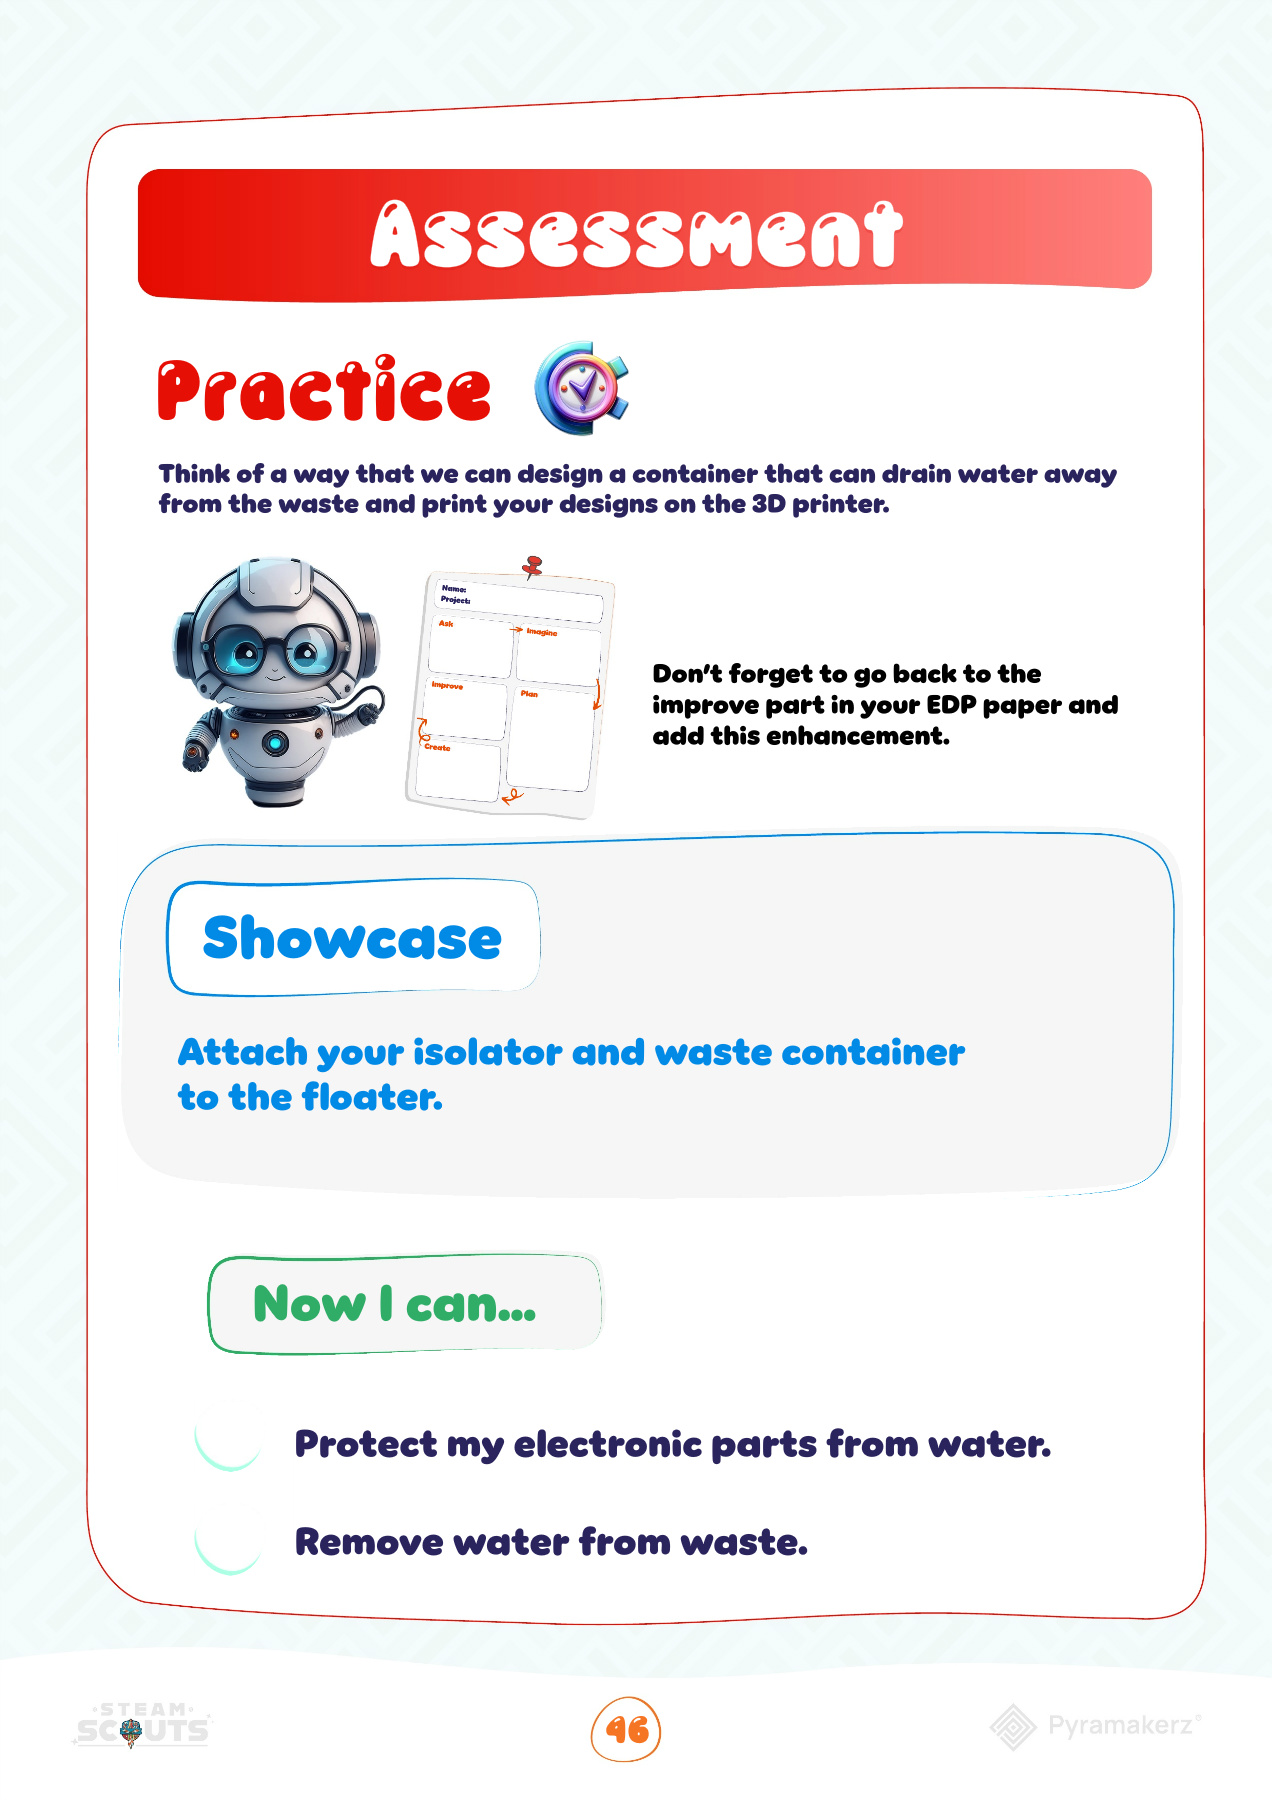 Assessment
Practice
Think of a way that we can design a container that can drain water away
from the waste and print your designs on the 3D printer.
Name:
Project:
Ask
Imagine
Improve
Plan
Create
Don't forget to go back to the
improve part in your EDP paper and
add this enhancement.
Showcase
Attach your isolator and waste container
to the floater.
Now I can...
Protect my electronic parts from water.
Remove water from waste.
STEAM
SCOUTS
46
Pyramakerz